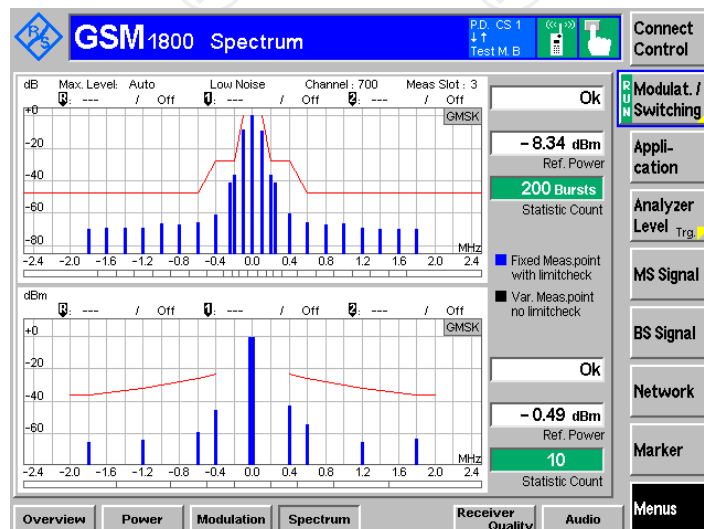 R&S
GSM 1800 Spectrum
P.D. CS 1
Test M. B
Connect Control
dB Max. Level: Auto Low Noise Channel : 700 Meas Slot : 3
R: --- / Off 1: --- / Off 2: --- / Off
GMSK
+0
-20
-40
-60
-80
MHz
-2.4 -2.0 -1.6 -1.2 -0.8 -0.4 0.0 0.4 0.8 1.2 1.6 2.0 2.4
Ok
- 8.34 dBm
Ref. Power
200 Bursts
Statistic Count
Fixed Meas.point
with limitcheck
Var. Meas.point
no limitcheck
dBm
R: --- / Off 1: --- / Off 2: --- / Off
GMSK
+0
-20
-40
-60
MHz
-2.4 -2.0 -1.6 -1.2 -0.8 -0.4 0.0 0.4 0.8 1.2 1.6 2.0 2.4
Ok
- 0.49 dBm
Ref. Power
10
Statistic Count
RUN
Modulat. /
Switching
Appli-
cation
Analyzer
Level Trg.
MS Signal
BS Signal
Network
Marker
Menus
Overview Power Modulation Spectrum Receiver Quality Audio